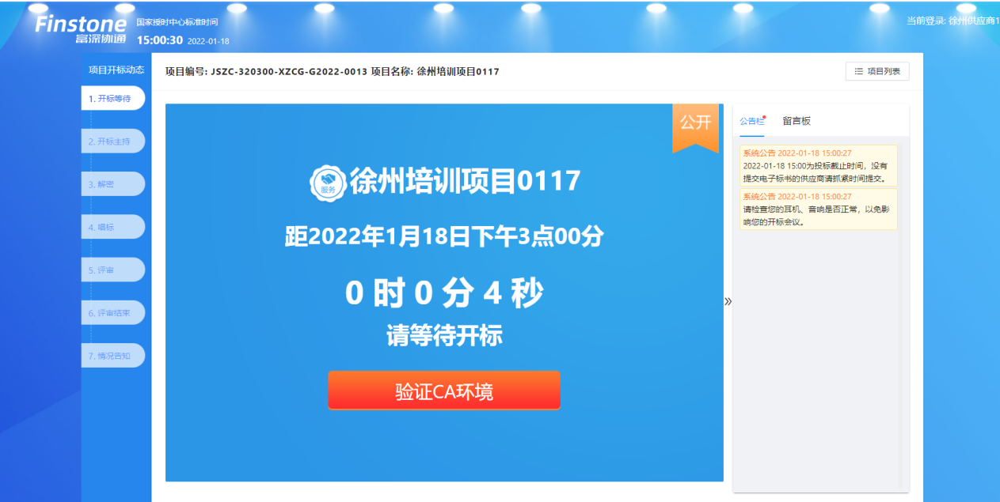 Finstone
富深协通
国家授时中心标准时间
15:00:30 2022-01-18
当前登录: 徐州供应商1
项目开标动态
1. 开标等待
2. 开标主持
3. 解密
4. 唱标
5. 评审
6. 评审结束
7. 情况告知
项目编号: JSZC-320300-XZCG-G2022-0013 项目名称: 徐州培训项目0117
项目列表
公开
服务
徐州培训项目0117
距2022年1月18日下午3点00分
0 时 0 分 4 秒
请等待开标
验证CA环境
公告栏 留言板
系统公告 2022-01-18 15:00:27
2022-01-18 15:00为投标截止时间，没有
提交电子标书的供应商请抓紧时间提交。
系统公告 2022-01-18 15:00:27
请检查您的耳机、音响是否正常，以免影
响您的开标会议。